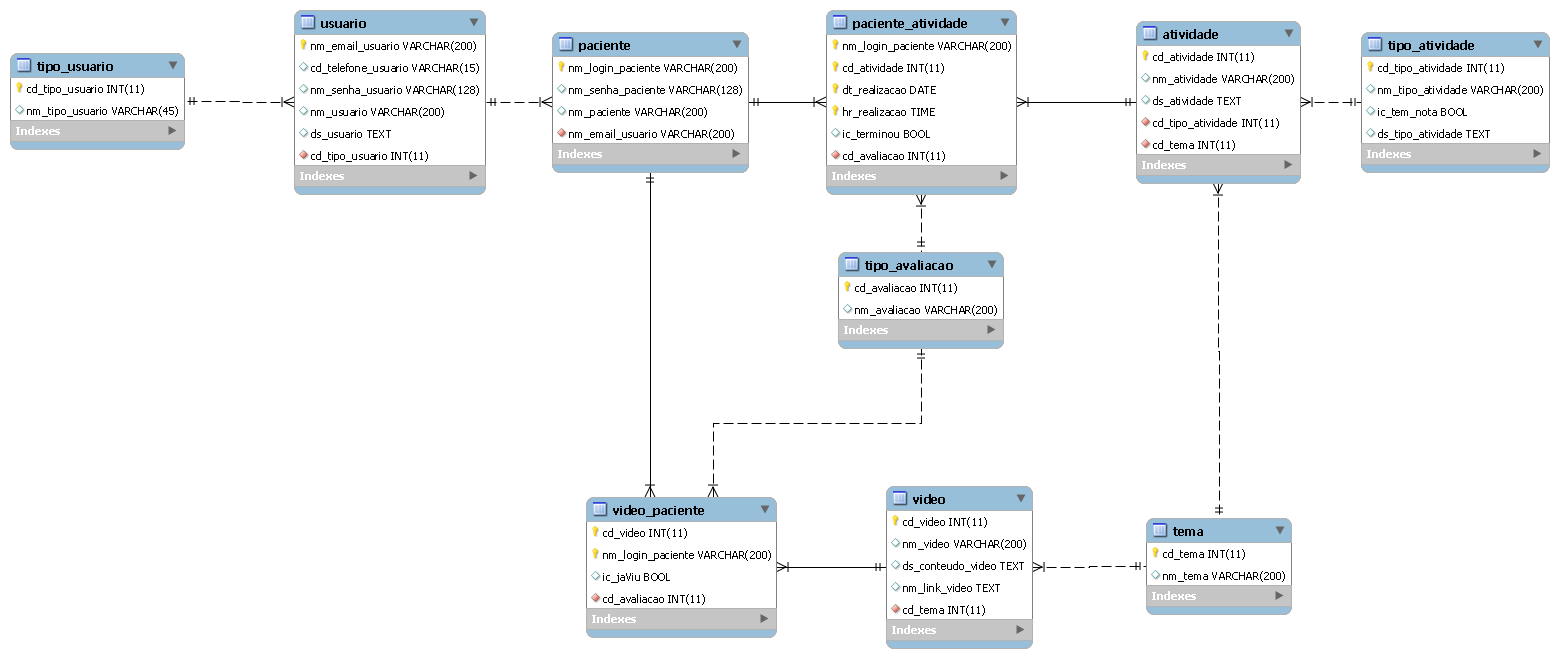 tipo_usuario
cd_tipo_usuario INT(11)
nm_tipo_usuario VARCHAR(45)
Indexes
usuario
nm_email_usuario VARCHAR(200)
cd_telefone_usuario VARCHAR(15)
nm_senha_usuario VARCHAR(128)
nm_usuario VARCHAR(200)
ds_usuario TEXT
cd_tipo_usuario INT(11)
Indexes
paciente
nm_login_paciente VARCHAR(200)
nm_senha_paciente VARCHAR(128)
nm_paciente VARCHAR(200)
nm_email_usuario VARCHAR(200)
Indexes
paciente_atividade
nm_login_paciente VARCHAR(200)
cd_atividade INT(11)
dt_realizacao DATE
hr_realizacao TIME
ic_terminou BOOL
cd_avaliacao INT(11)
Indexes
atividade
cd_atividade INT(11)
nm_atividade VARCHAR(200)
ds_atividade TEXT
cd_tipo_atividade INT(11)
cd_tema INT(11)
Indexes
tipo_atividade
cd_tipo_atividade INT(11)
nm_tipo_atividade VARCHAR(200)
ic_tem_nota BOOL
ds_tipo_atividade TEXT
Indexes
tipo_avaliacao
cd_avaliacao INT(11)
nm_avaliacao VARCHAR(200)
Indexes
video_paciente
cd_video INT(11)
nm_login_paciente VARCHAR(200)
ic_jaViu BOOL
cd_avaliacao INT(11)
Indexes
video
cd_video INT(11)
nm_video VARCHAR(200)
ds_conteudo_video TEXT
nm_link_video TEXT
cd_tema INT(11)
Indexes
tema
cd_tema INT(11)
nm_tema VARCHAR(200)
Indexes